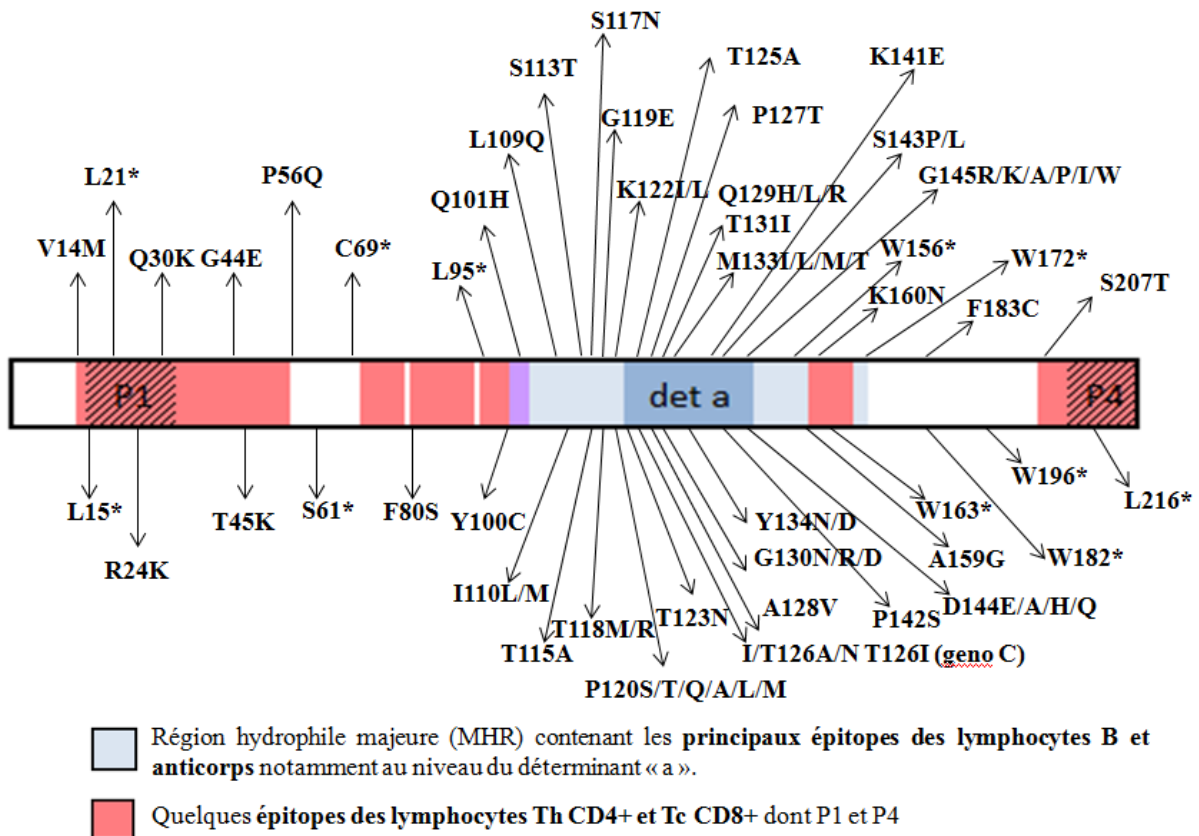 S117N
T125A
K141E
S113T
P127T
G119E
L109Q
S143P/L
L21*
P56Q
K122I/L
Q129H/L/R
G145R/K/A/P/I/W
Q101H
T131I
V14M
Q30K
G44E
C69*
W156*
L95*
M133I/L/M/T
W172*
S207T
K160N
F183C
P1
det a
P4
W196*
L15*
S61*
F80S
L216*
T45K
Y100C
Y134N/D
W163*
R24K
G130N/R/D
A159G
W182*
I110L/M
D144E/A/H/Q
A128V
T123N
P142S
T118M/R
T115A
I/T126A/N T126I (geno C)
P120S/T/Q/A/L/M
Région hydrophile majeure (MHR) contenant les principaux épitopes des lymphocytes B et
anticorps notamment au niveau du déterminant « a ».
Quelques épitopes des lymphocytes Th CD4+ et Tc CD8+ dont P1 et P4